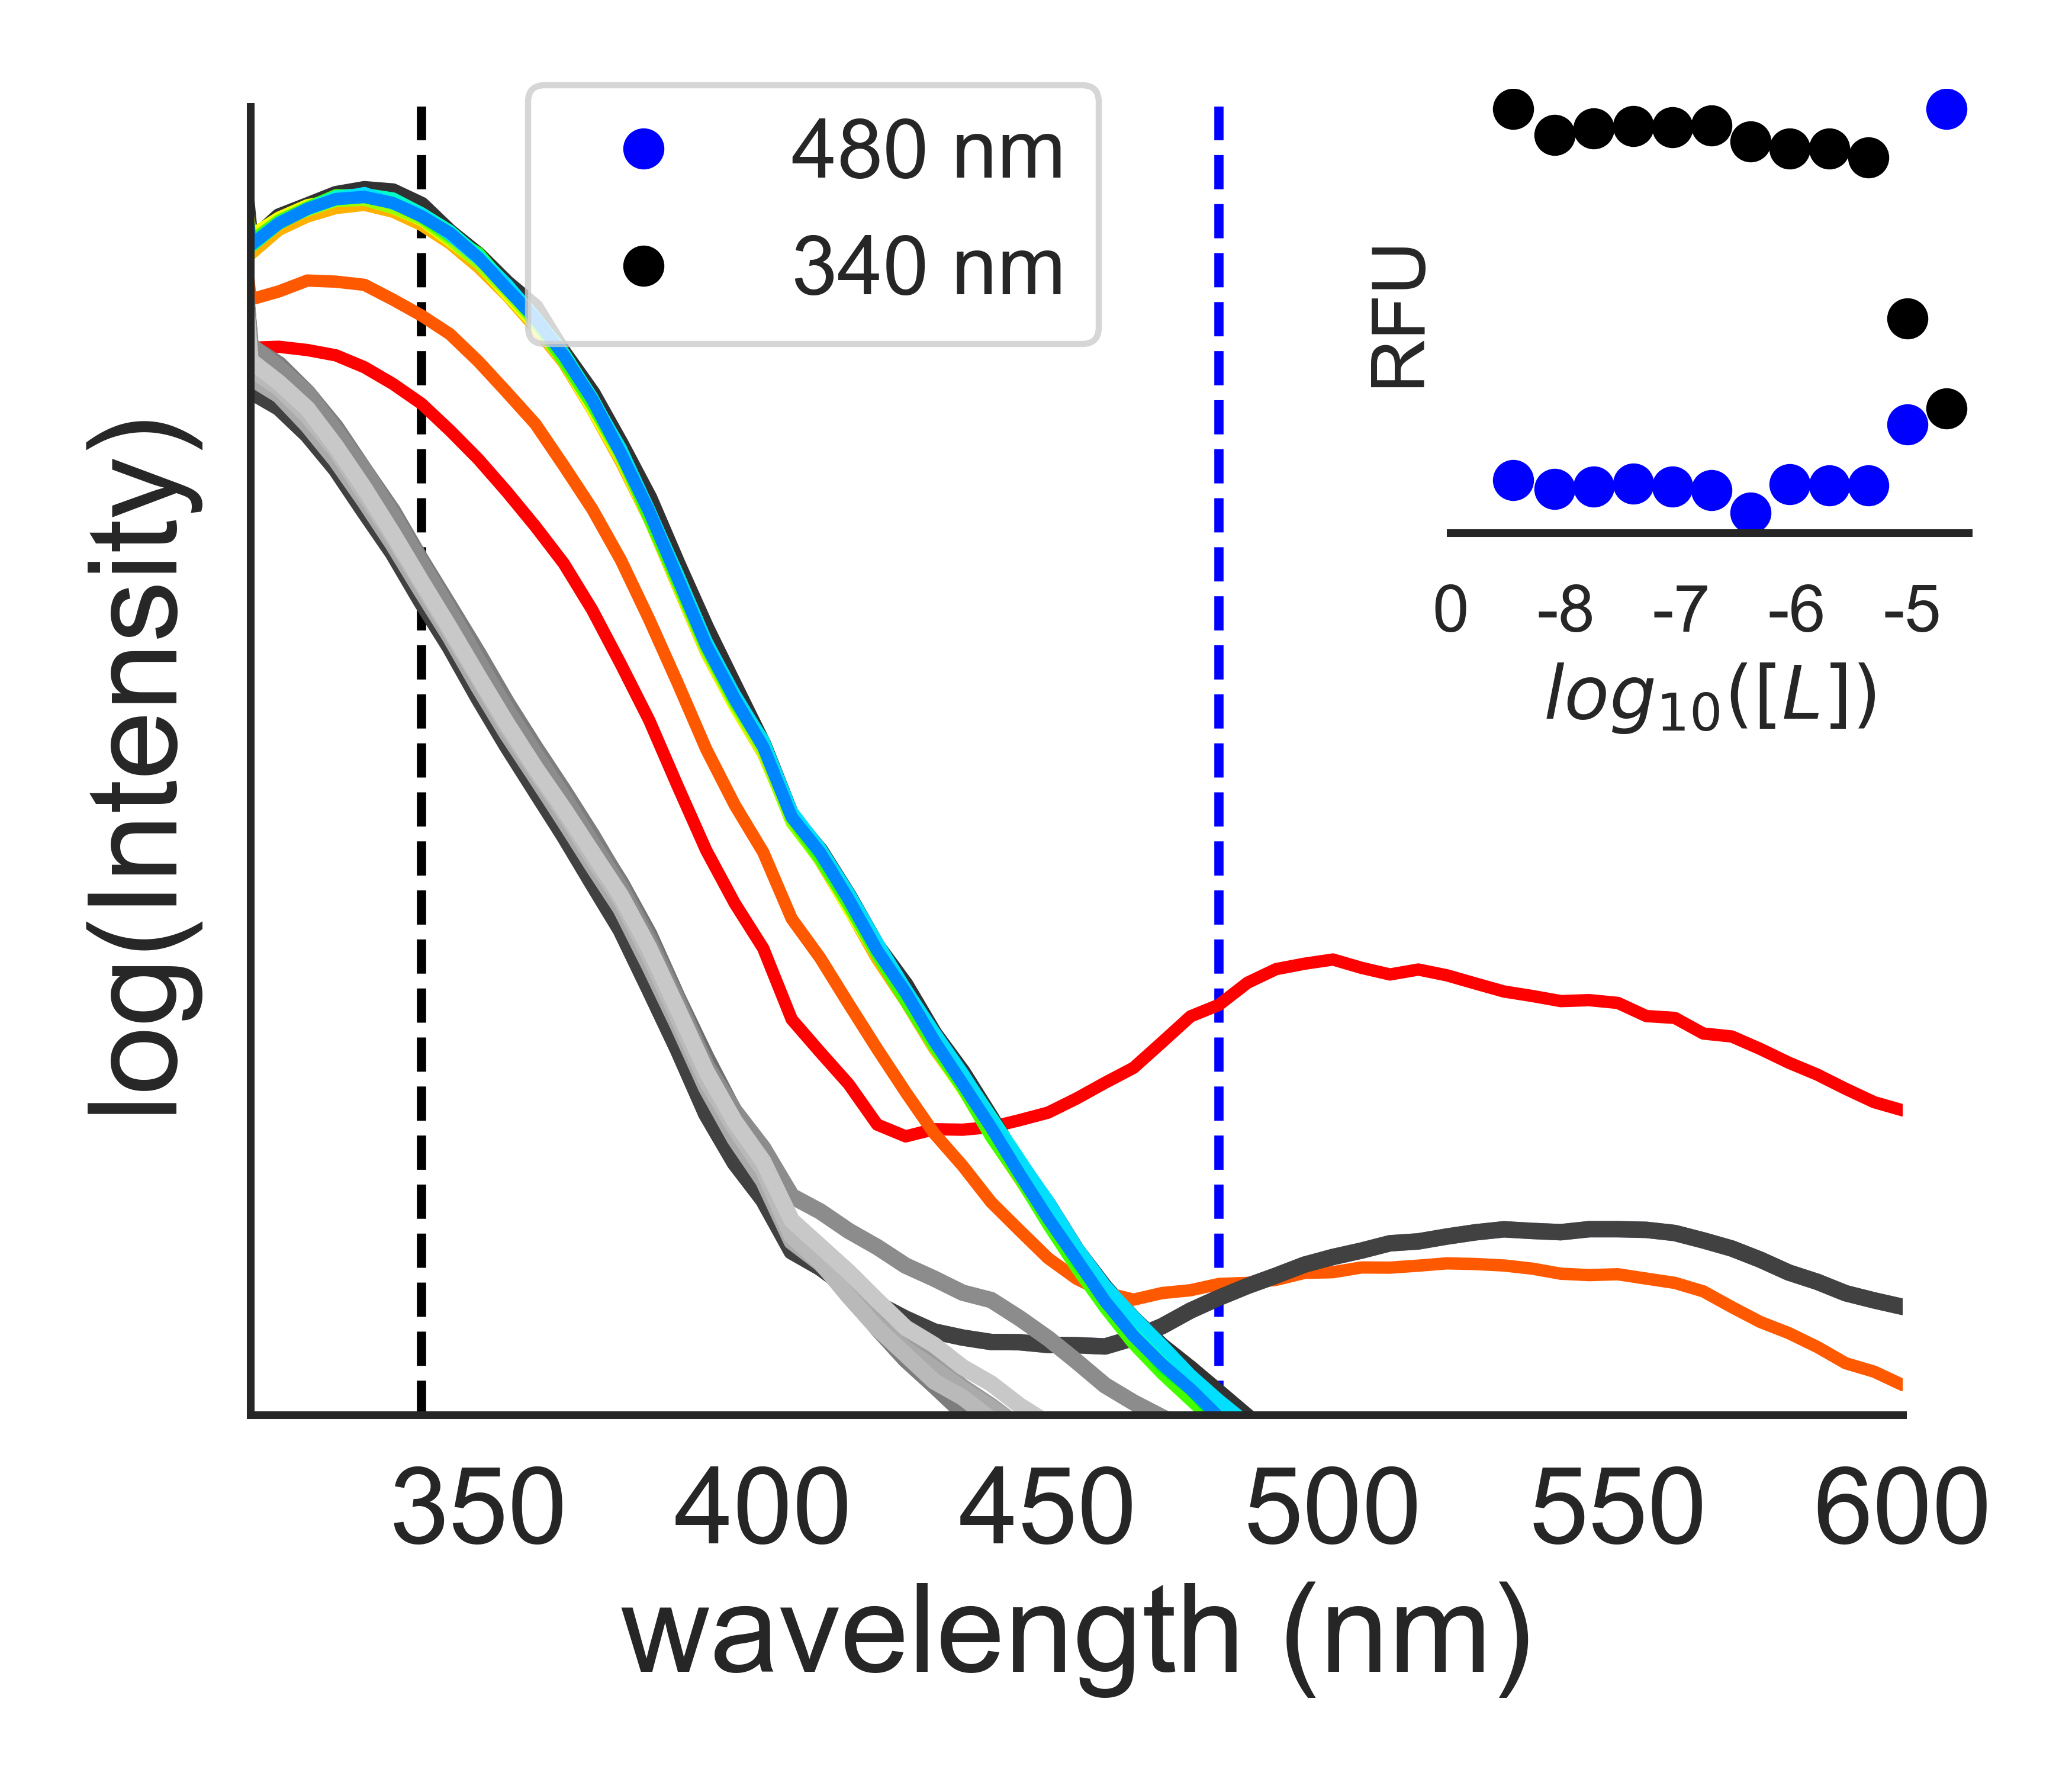 480 nm
340 nm
RFU
0 -8 -7 -6 -5
log10([L])
log(Intensity)
350 400 450 500 550 600
wavelength (nm)